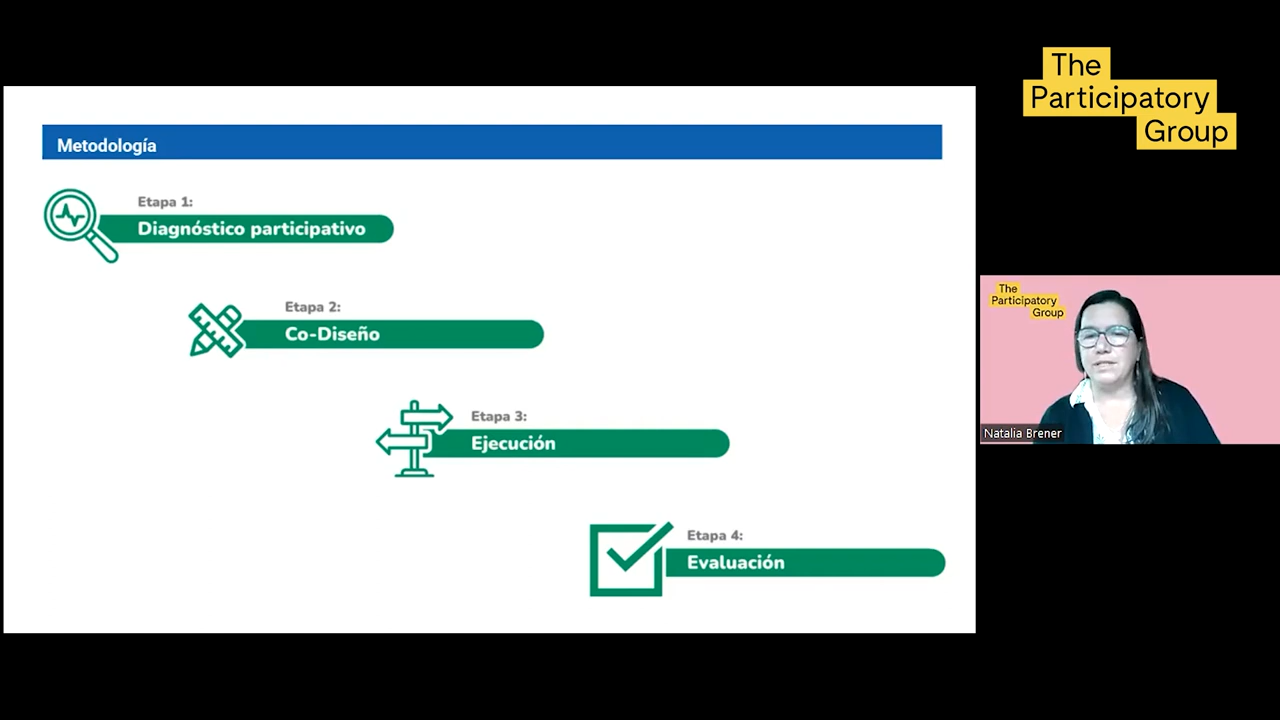 The
Participatory
Group
Metodología
Etapa 1:
Diagnóstico participativo
Etapa 2:
Co-Diseño
Etapa 3:
Ejecución
Etapa 4:
Evaluación
The
Participatory
Group
Natalia Brener